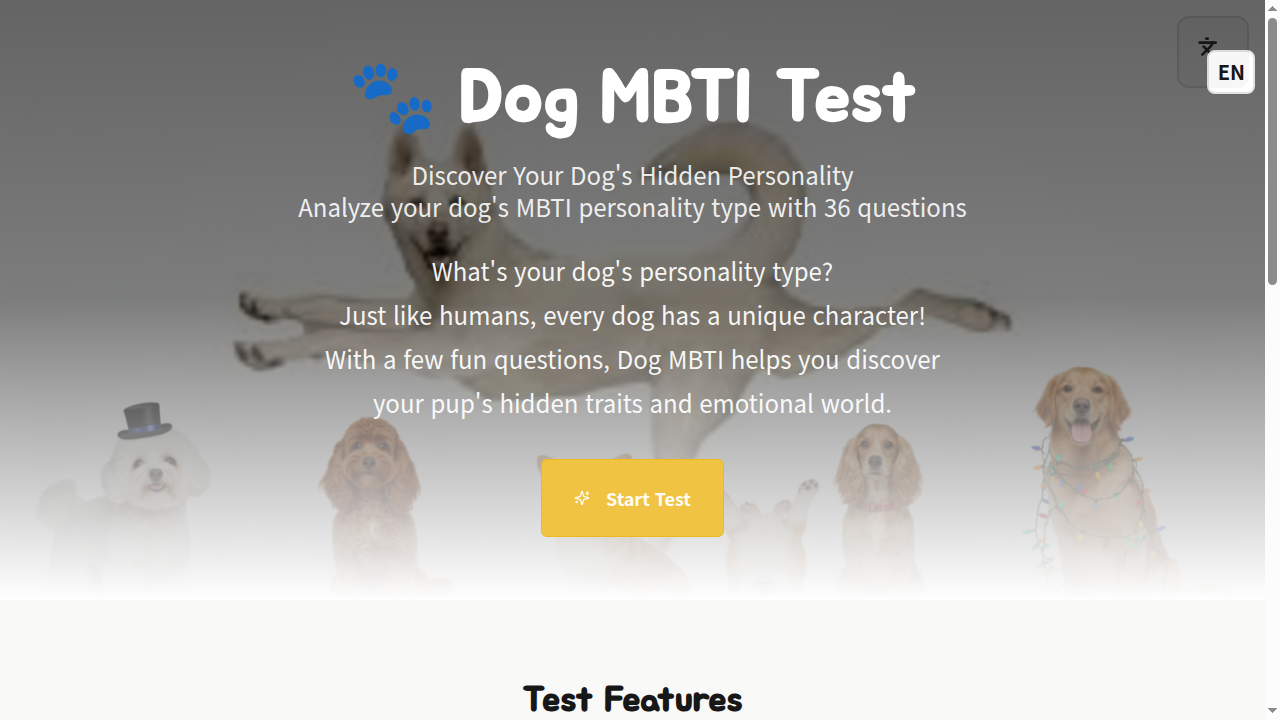 Dog MBTI Test
EN
Discover Your Dog's Hidden Personality
Analyze your dog's MBTI personality type with 36 questions
What's your dog's personality type?
Just like humans, every dog has a unique character!
With a few fun questions, Dog MBTI helps you discover
your pup's hidden traits and emotional world.
Start Test
Test Features